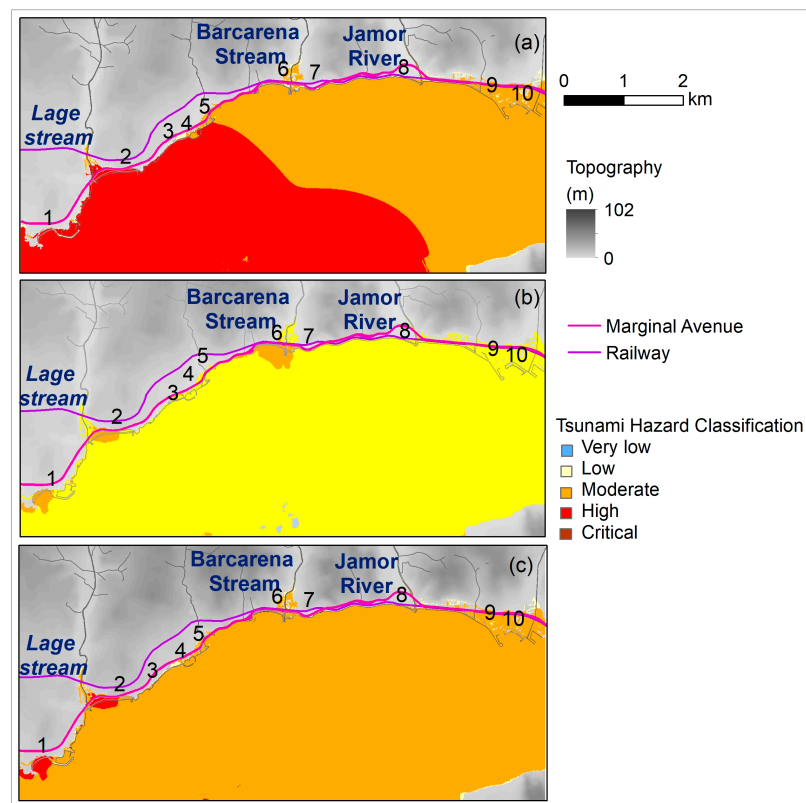 Barcarena
Stream
Jamor
River
(a)
Lage
stream
1
2
3
4
5
6
7
8
9
10
0 1 2
km
Topography
(m)
102
0
Barcarena
Stream
Jamor
River
(b)
Lage
stream
1
2
3
4
5
6
7
8
9
10
Marginal Avenue
Railway
Tsunami Hazard Classification
Very low
Low
Moderate
High
Critical
Barcarena
Stream
Jamor
River
(c)
Lage
stream
1
2
3
4
5
6
7
8
9
10